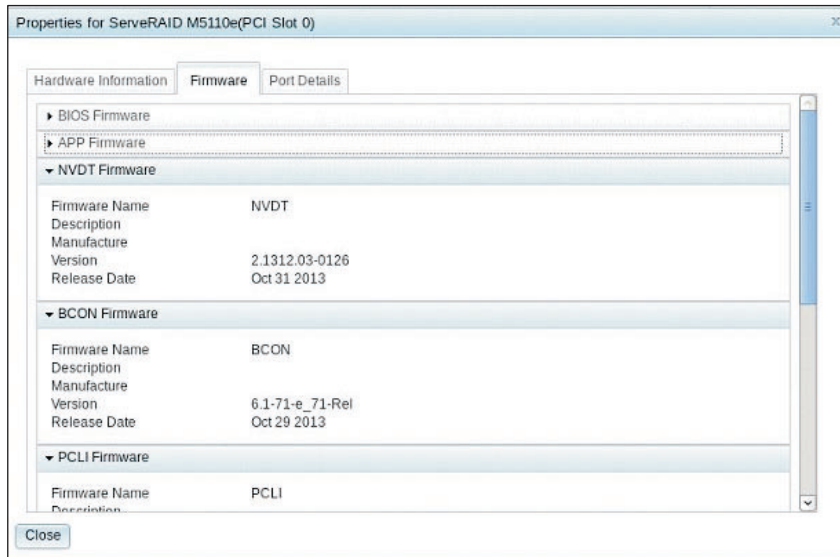 Properties for ServeRAID M5110e(PCI Slot 0)
Hardware Information Firmware Port Details
BIOS Firmware
APP Firmware
NVDT Firmware
Firmware Name NVDT
Description
Manufacture
Version 2.1312.03-0126
Release Date Oct 31 2013
BCON Firmware
Firmware Name BCON
Description
Manufacture
Version 6.1-71-e_71-Rel
Release Date Oct 29 2013
PCLI Firmware
Firmware Name PCLI
Description
Close